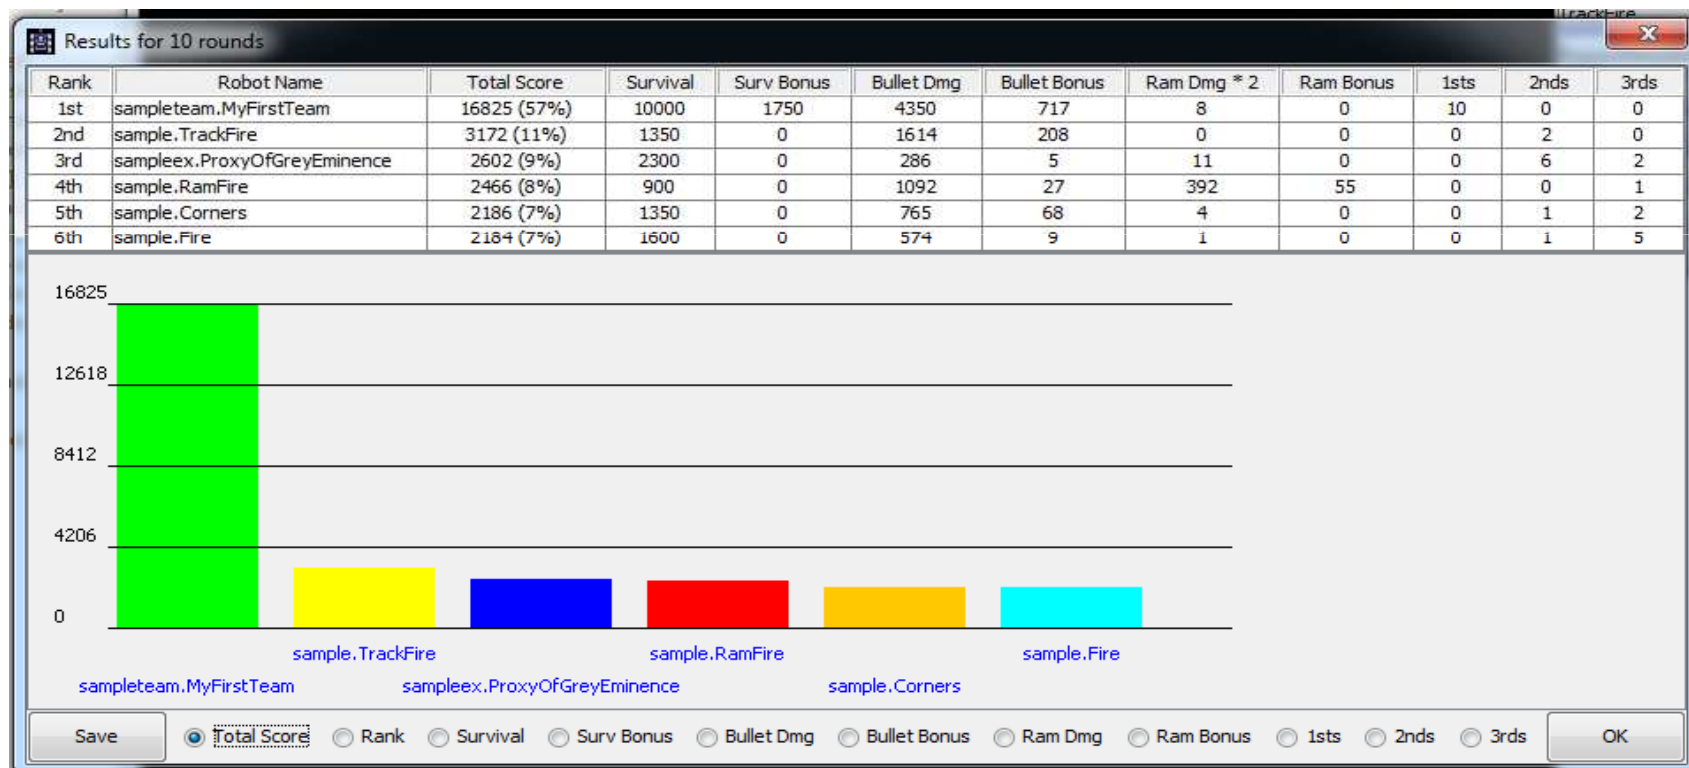 TrackFire
Results for 10 rounds
Rank Robot Name Total Score Survival Surv Bonus Bullet Dmg Bullet Bonus Ram Dmg * 2 Ram Bonus 1sts 2nds 3rds
1st sampleteam.MyFirstTeam 16825 (57%) 10000 1750 4350 717 8 0 10 0 0
2nd sample.TrackFire 3172 (11%) 1350 0 1614 208 0 0 0 2 0
3rd sampleex.ProxyOfGreyEminence 2602 (9%) 2300 0 286 5 11 0 0 6 2
4th sample.RamFire 2466 (8%) 900 0 1092 27 392 55 0 0 1
5th sample.Corners 2186 (7%) 1350 0 765 68 4 0 0 1 2
6th sample.Fire 2184 (7%) 1600 0 574 9 1 0 0 1 5
16825
12618
8412
4206
0
sample.TrackFire sample.RamFire sample.Fire
sampleteam.MyFirstTeam sampleex.ProxyOfGreyEminence sample.Corners
Save Total Score Rank Survival Surv Bonus Bullet Dmg Bullet Bonus Ram Dmg Ram Bonus 1sts 2nds 3rds OK